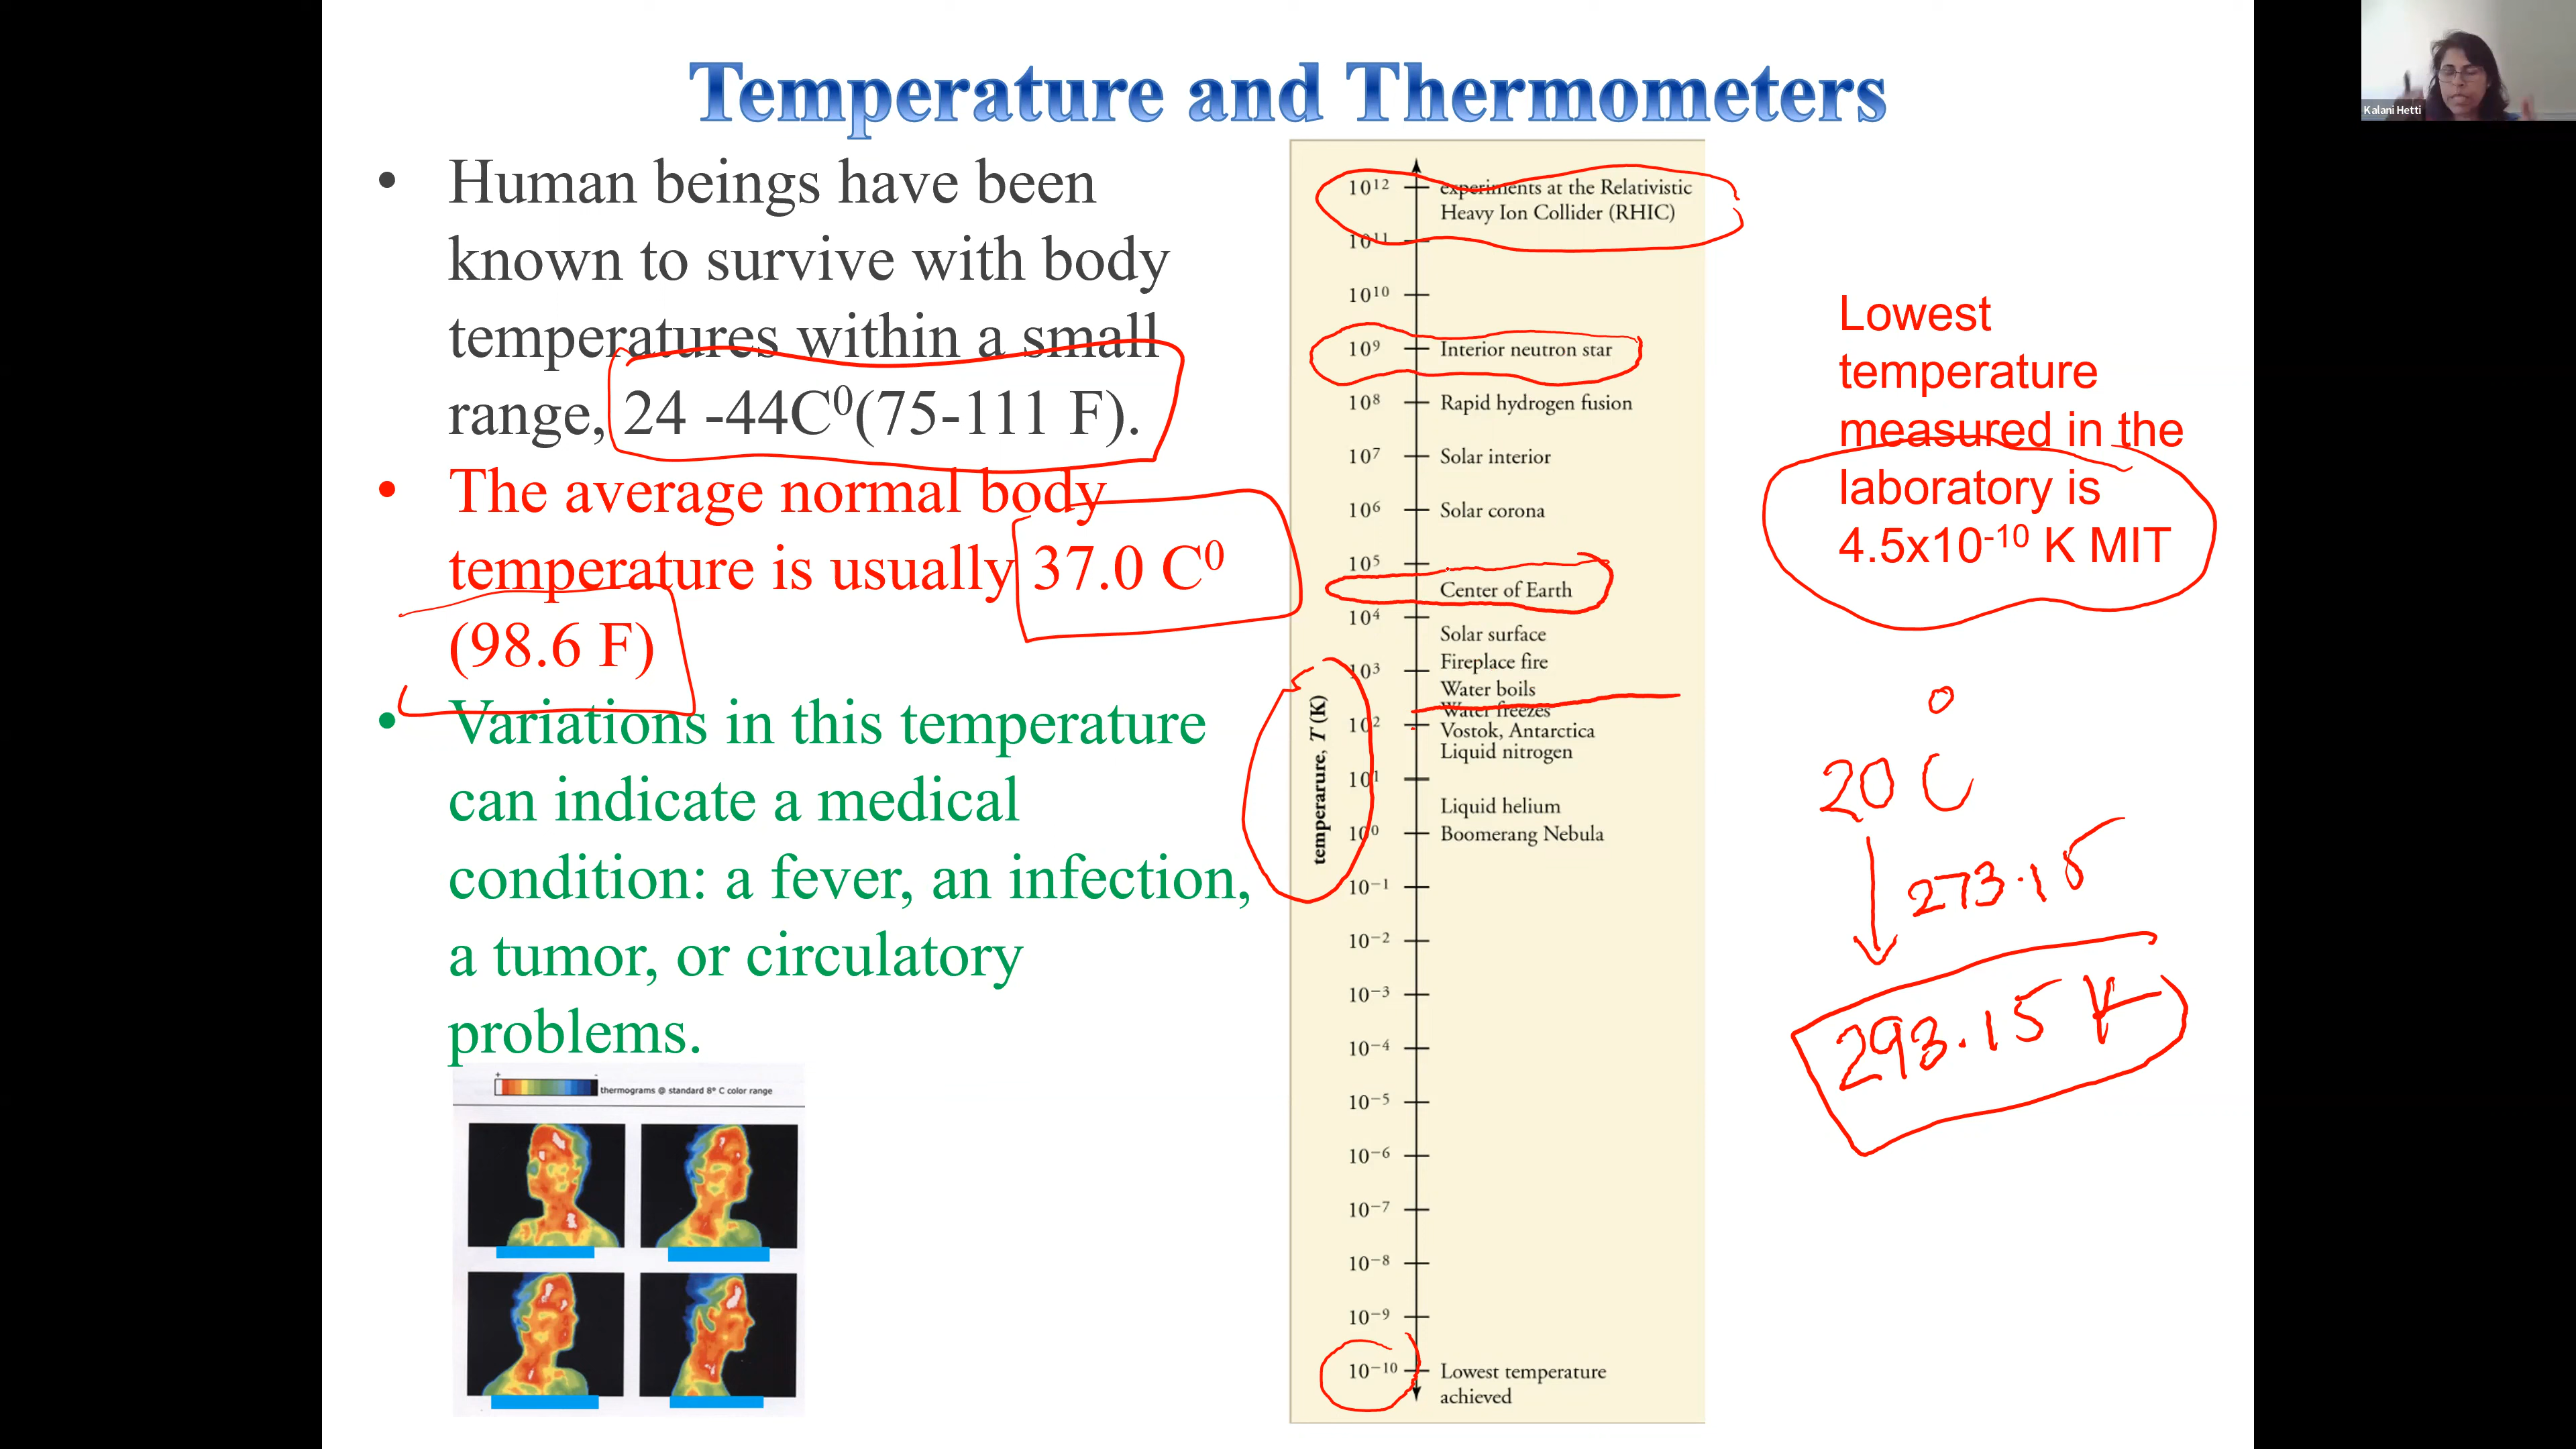 Temperature and Thermometers
Kalani Hetti
• Human beings have been
known to survive with body
temperatures within a small
range, 24 -44C⁰(75-111 F).
• The average normal body
temperature is usually 37.0 C⁰
(98.6 F)
• Variations in this temperature
can indicate a medical
condition: a fever, an infection,
a tumor, or circulatory
problems.
+ -
thermograms @ standard 8° C color range
temperarure, T (K)
10¹² experiments at the Relativistic
Heavy Ion Collider (RHIC)
10¹¹
10¹⁰
10⁹ Interior neutron star
10⁸ Rapid hydrogen fusion
10⁷ Solar interior
10⁶ Solar corona
10⁵
Center of Earth
10⁴
Solar surface
Fireplace fire
10³
Water boils
Water freezes
10²
Vostok, Antarctica
Liquid nitrogen
10¹
Liquid helium
10⁰ Boomerang Nebula
10⁻¹
10⁻²
10⁻³
10⁻⁴
10⁻⁵
10⁻⁶
10⁻⁷
10⁻⁸
10⁻⁹
10⁻¹⁰ Lowest temperature
achieved
Lowest
temperature
measured in the
laboratory is
4.5x10⁻¹⁰ K MIT
20 °C
273.15
293.15 K